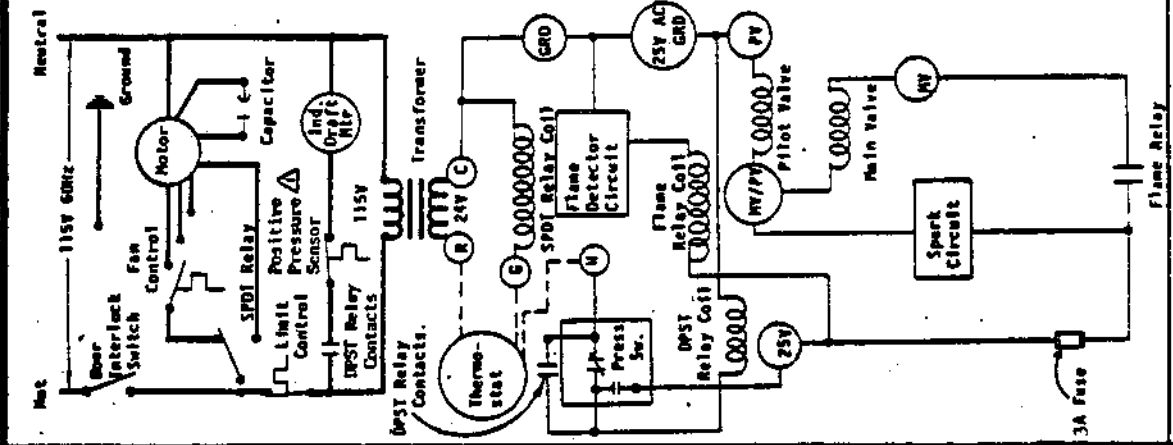 Hot
115V 60Hz
Neutral
Door
Interlock
Switch
Ground
Fan
Control
Motor
Capacitor
SPDT Relay
Limit
Control
Positive
Pressure
Sensor
Ind.
Draft
Mtr
DPST Relay
Contacts
115V
Transformer
24V
R
C
DPST Relay
Contacts.
Thermo-
stat
G
SPDT Relay Coil
GRD
W
Press
Sw.
Flame
Detector
Circuit
25V AC
GRD
Flame
Relay Coil
DPST
Relay Coil
25V
MV/PV
PV
Pilot Valve
Main Valve
MV
Spark
Circuit
3A Fuse
Flame Relay